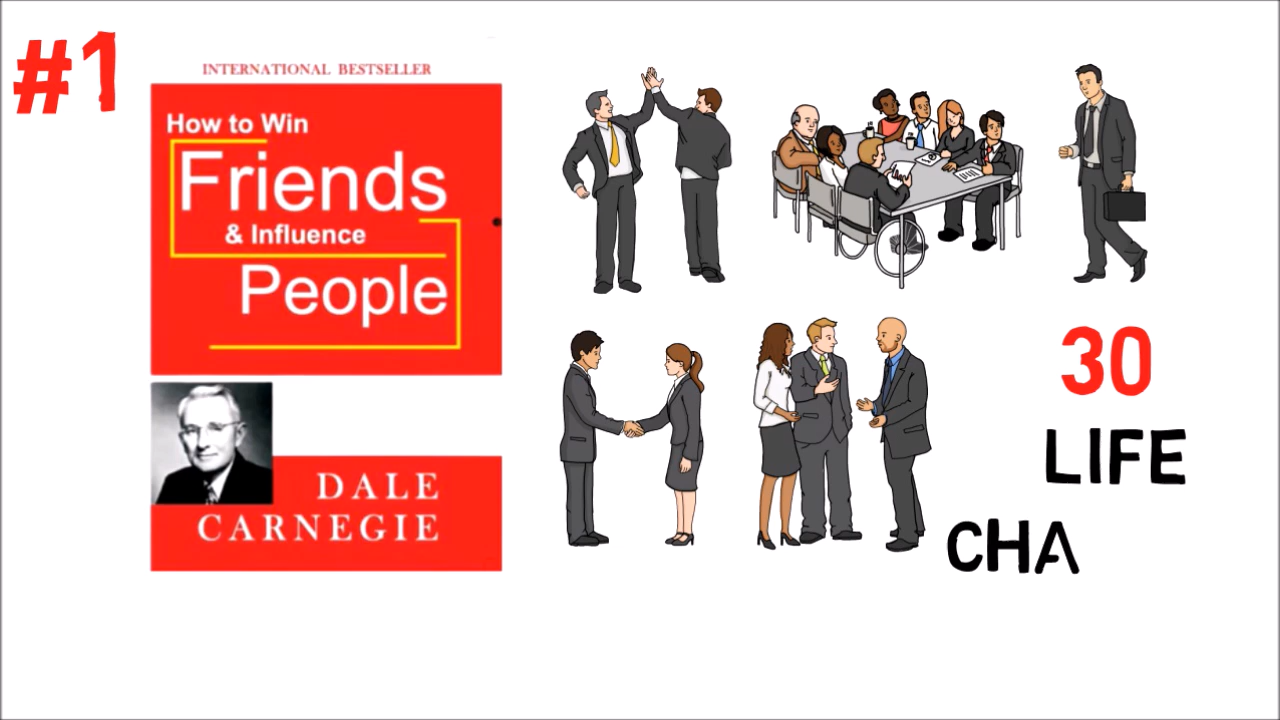 #1
INTERNATIONAL BESTSELLER
How to Win
Friends
& Influence
People
DALE
CARNEGIE
30
LIFE
CHA